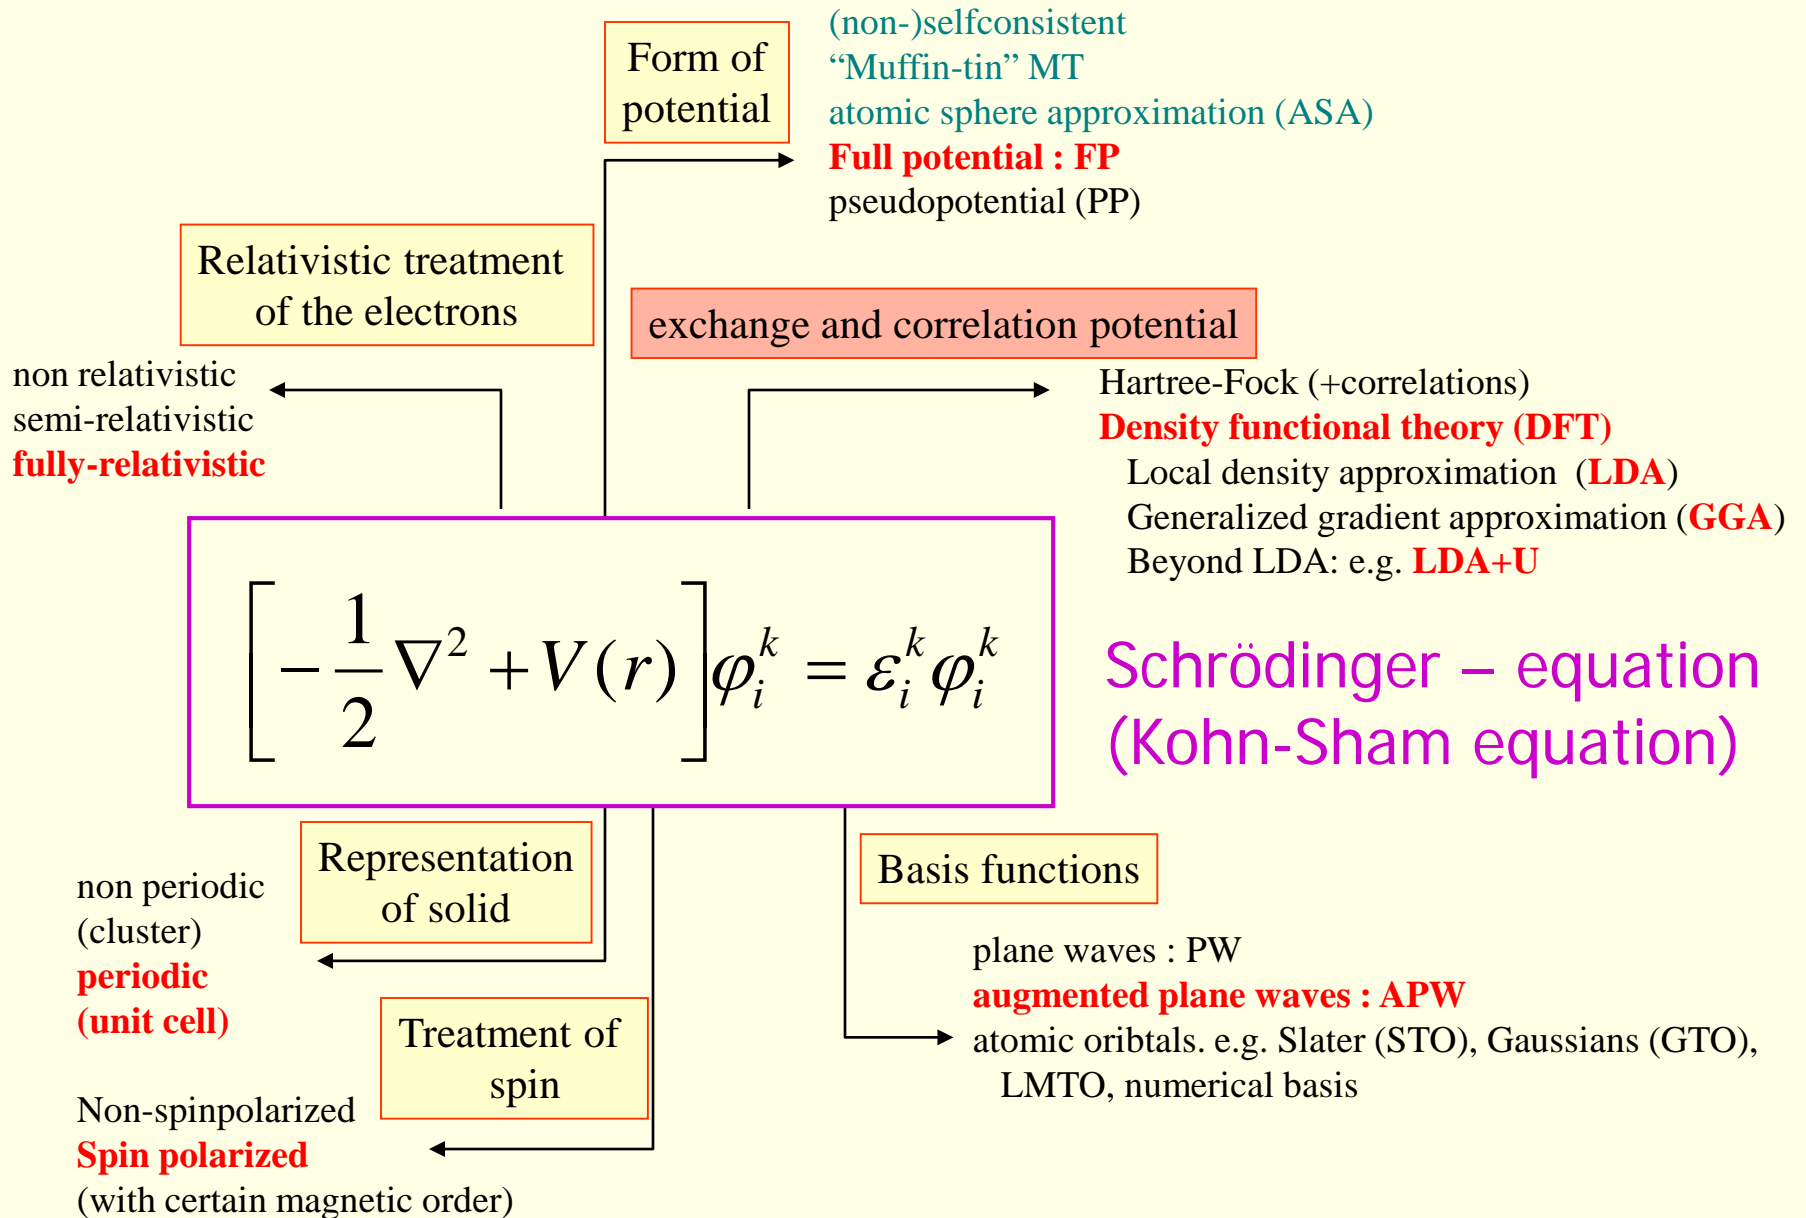 Form of
potential
(non-)selfconsistent
“Muffin-tin” MT
atomic sphere approximation (ASA)
Full potential : FP
pseudopotential (PP)
Relativistic treatment
of the electrons
non relativistic
semi-relativistic
fully-relativistic
exchange and correlation potential
Hartree-Fock (+correlations)
Density functional theory (DFT)
Local density approximation (LDA)
Generalized gradient approximation (GGA)
Beyond LDA: e.g. LDA+U
[-1/2 ∇² + V(r)] φ_i^k = ε_i^k φ_i^k
Schrödinger – equation
(Kohn-Sham equation)
Representation
of solid
non periodic
(cluster)
periodic
(unit cell)
Treatment of
spin
Non-spinpolarized
Spin polarized
(with certain magnetic order)
Basis functions
plane waves : PW
augmented plane waves : APW
atomic oribtals. e.g. Slater (STO), Gaussians (GTO),
LMTO, numerical basis